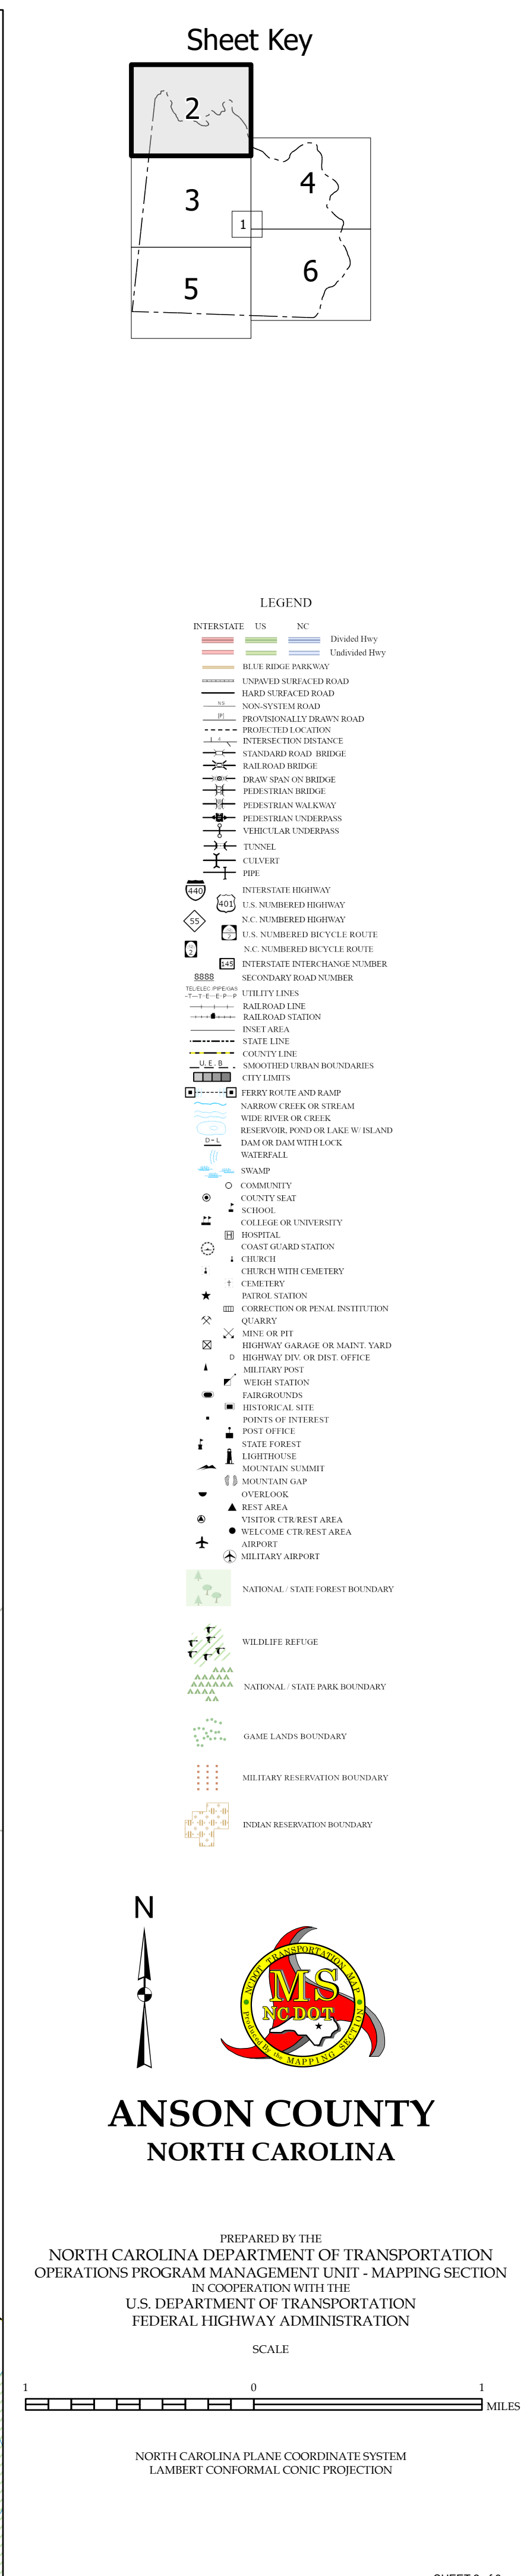 Sheet Key
2
4
3
1
6
5
LEGEND
INTERSTATE US NC
Divided Hwy
Undivided Hwy
BLUE RIDGE PARKWAY
UNPAVED SURFACED ROAD
HARD SURFACED ROAD
NS NON-SYSTEM ROAD
[P] PROVISIONALLY DRAWN ROAD
PROJECTED LOCATION
INTERSECTION DISTANCE
STANDARD ROAD BRIDGE
RAILROAD BRIDGE
DRAW SPAN ON BRIDGE
PEDESTRIAN BRIDGE
PEDESTRIAN WALKWAY
PEDESTRIAN UNDERPASS
VEHICULAR UNDERPASS
TUNNEL
CULVERT
PIPE
440 INTERSTATE HIGHWAY
401 U.S. NUMBERED HIGHWAY
55 N.C. NUMBERED HIGHWAY
2 U.S. NUMBERED BICYCLE ROUTE
2 N.C. NUMBERED BICYCLE ROUTE
145 INTERSTATE INTERCHANGE NUMBER
8888 SECONDARY ROAD NUMBER
TEL/ELEC /PIPE/GAS
-T--T--E--E--P--P UTILITY LINES
RAILROAD LINE
RAILROAD STATION
INSET AREA
STATE LINE
COUNTY LINE
U.E.B. SMOOTHED URBAN BOUNDARIES
CITY LIMITS
FERRY ROUTE AND RAMP
NARROW CREEK OR STREAM
WIDE RIVER OR CREEK
RESERVOIR, POND OR LAKE W/ ISLAND
D-L DAM OR DAM WITH LOCK
WATERFALL
SWAMP
COMMUNITY
COUNTY SEAT
SCHOOL
COLLEGE OR UNIVERSITY
H HOSPITAL
COAST GUARD STATION
CHURCH
CHURCH WITH CEMETERY
CEMETERY
PATROL STATION
CORRECTION OR PENAL INSTITUTION
QUARRY
MINE OR PIT
HIGHWAY GARAGE OR MAINT. YARD
D HIGHWAY DIV. OR DIST. OFFICE
MILITARY POST
WEIGH STATION
FAIRGROUNDS
HISTORICAL SITE
POINTS OF INTEREST
POST OFFICE
STATE FOREST
LIGHTHOUSE
MOUNTAIN SUMMIT
MOUNTAIN GAP
OVERLOOK
REST AREA
VISITOR CTR/REST AREA
WELCOME CTR/REST AREA
AIRPORT
MILITARY AIRPORT
NATIONAL / STATE FOREST BOUNDARY
WILDLIFE REFUGE
NATIONAL / STATE PARK BOUNDARY
GAME LANDS BOUNDARY
MILITARY RESERVATION BOUNDARY
INDIAN RESERVATION BOUNDARY
N
NCDOT TRANSPORTATION MAP
MS
NCDOT
Produced By the MAPPING SECTION
ANSON COUNTY
NORTH CAROLINA
PREPARED BY THE
NORTH CAROLINA DEPARTMENT OF TRANSPORTATION
OPERATIONS PROGRAM MANAGEMENT UNIT - MAPPING SECTION
IN COOPERATION WITH THE
U.S. DEPARTMENT OF TRANSPORTATION
FEDERAL HIGHWAY ADMINISTRATION
SCALE
1 0 1
MILES
NORTH CAROLINA PLANE COORDINATE SYSTEM
LAMBERT CONFORMAL CONIC PROJECTION